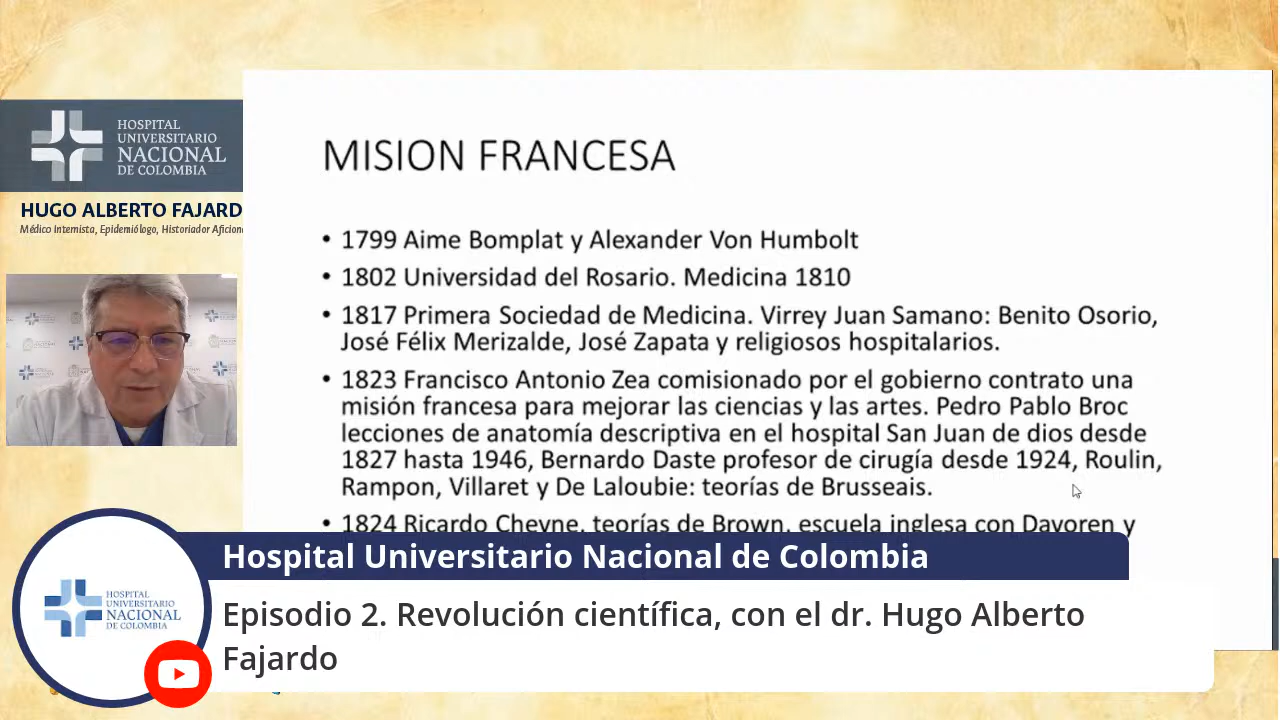 HOSPITAL
UNIVERSITARIO
NACIONAL
DE COLOMBIA
HUGO ALBERTO FAJARD
Médico Internista, Epidemiólogo, Historiador Aficion
MISION FRANCESA
• 1799 Aime Bomplat y Alexander Von Humbolt
• 1802 Universidad del Rosario. Medicina 1810
• 1817 Primera Sociedad de Medicina. Virrey Juan Samano: Benito Osorio,
José Félix Merizalde, José Zapata y religiosos hospitalarios.
• 1823 Francisco Antonio Zea comisionado por el gobierno contrato una
misión francesa para mejorar las ciencias y las artes. Pedro Pablo Broc
lecciones de anatomía descriptiva en el hospital San Juan de dios desde
1827 hasta 1946, Bernardo Daste profesor de cirugía desde 1924, Roulin,
Rampon, Villaret y De Laloubie: teorías de Brusseais.
• 1824 Ricardo Cheyne, teorías de Brown, escuela inglesa con Davoren y
Hospital Universitario Nacional de Colombia
Episodio 2. Revolución científica, con el dr. Hugo Alberto
Fajardo
HOSPITAL
UNIVERSITARIO
NACIONAL
DE COLOMBIA